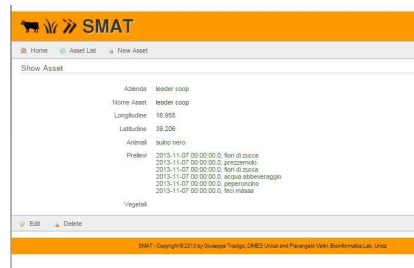 SMAT
Home Asset List New Asset
Show Asset
Azienda leader coop
Nome Asset leader coop
Longitudine 16.958
Latitudine 39.206
Animali suino nero
Prelievi 2013-11-07 00:00:00.0, fiori di zucca
2013-11-07 00:00:00.0, prezzemolo
2013-11-07 00:00:00.0, fiori di zucca
2013-11-07 00:00:00.0, acqua abbeveraggio
2013-11-07 00:00:00.0, peperoncino
2013-11-07 00:00:00.0, feci massa
Vegetali
Edit Delete
SMAT - Copyright © 2013 by Giuseppe Tradigo, DIMES Unical and Pierangelo Veltri, Bioinformatics Lab. Unicz